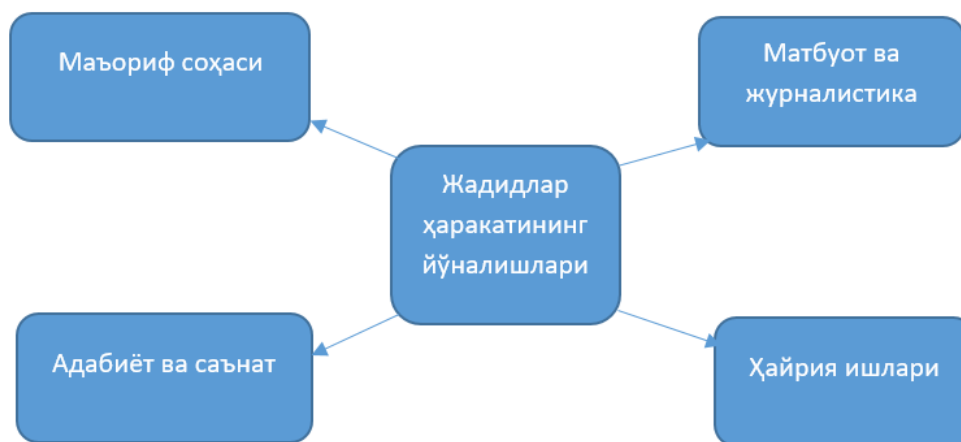 Маъориф соҳаси
Матбуот ва
журналистика
Жадидлар
ҳаракатининг
йўналишлари
Адабиёт ва саънат
Ҳайрия ишлари